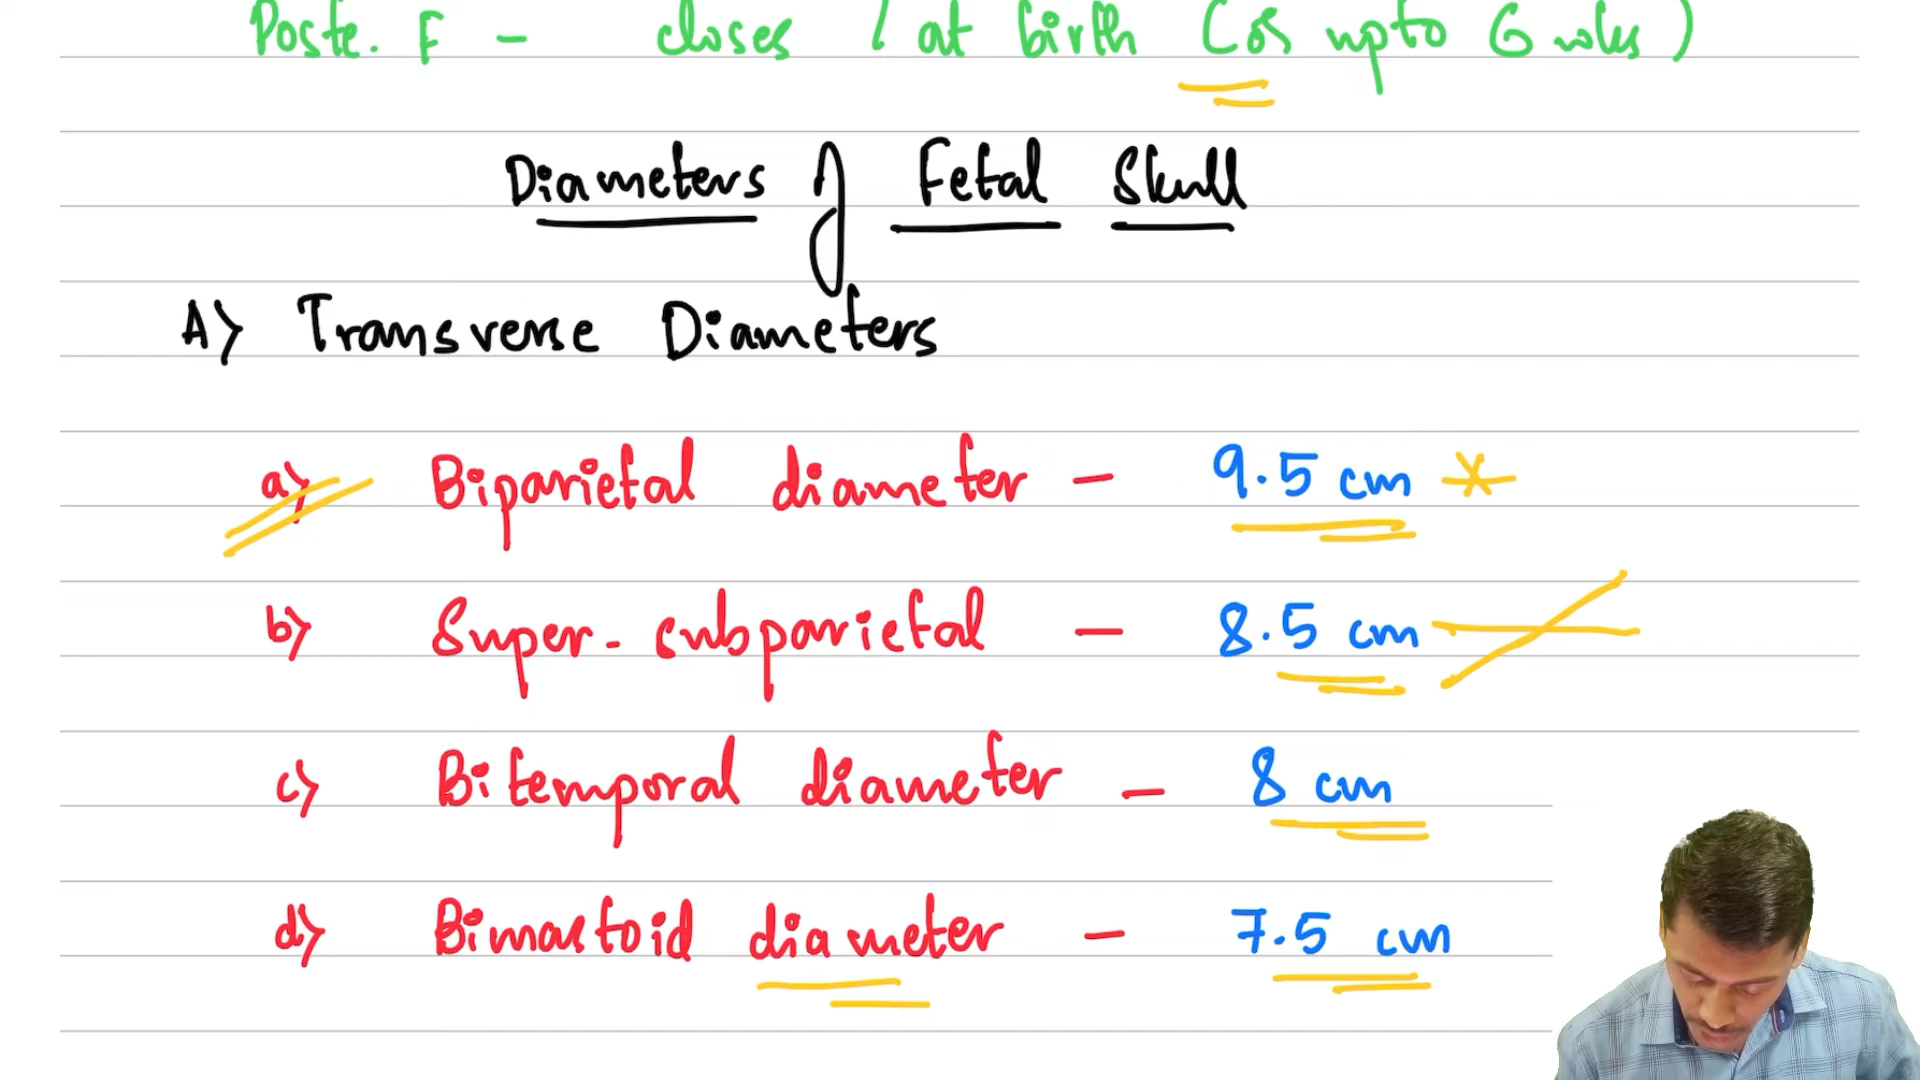 Poste. F - closes ( at birth (or upto 6 wks )
Diameters of Fetal Skull
A) Transverse Diameters
a) Biparietal diameter - 9.5 cm *
b) Super-subparietal - 8.5 cm
c) Bitemporal diameter - 8 cm
d) Bimastoid diameter - 7.5 cm